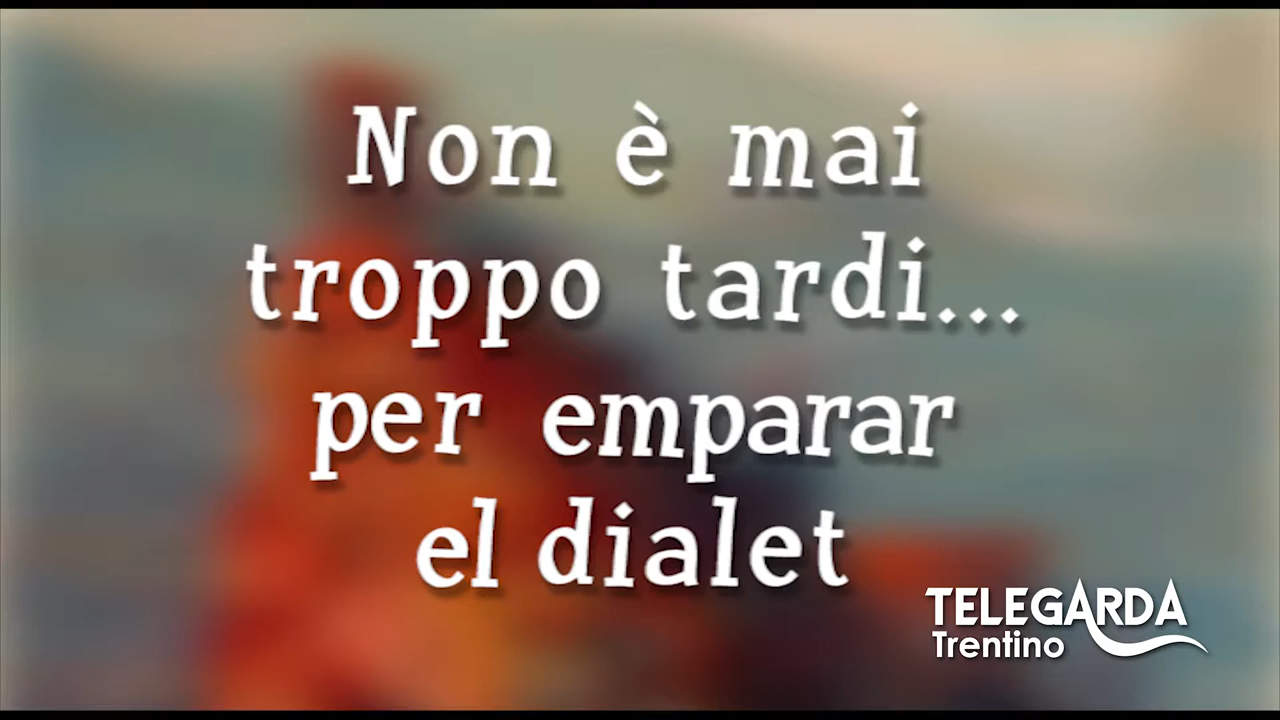 Non è mai
troppo tardi...
per emparar
el dialet
TELEGARDA
Trentino